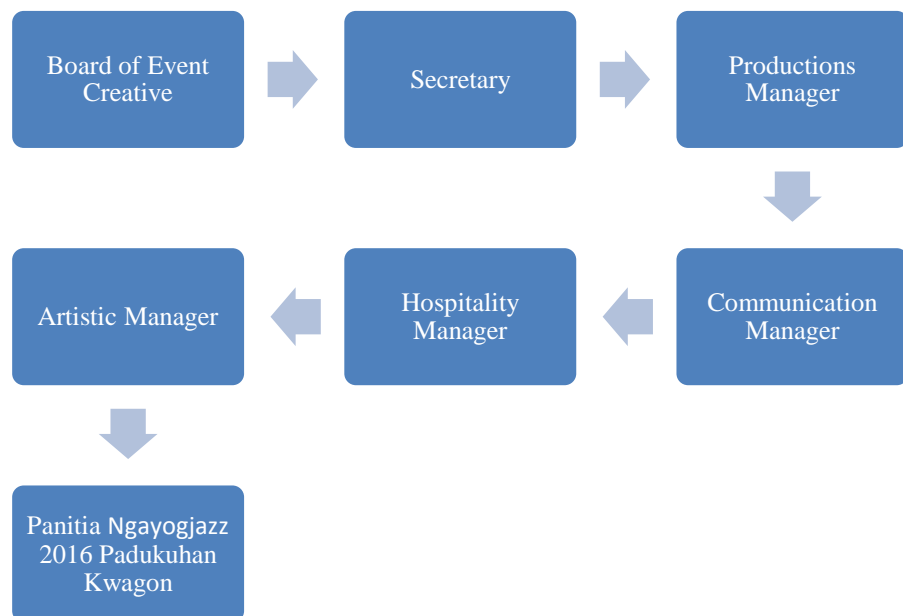 Board of Event
Creative
Secretary
Productions
Manager
Communication
Manager
Hospitality
Manager
Artistic Manager
Panitia Ngayogjazz
2016 Padukuhan
Kwagon